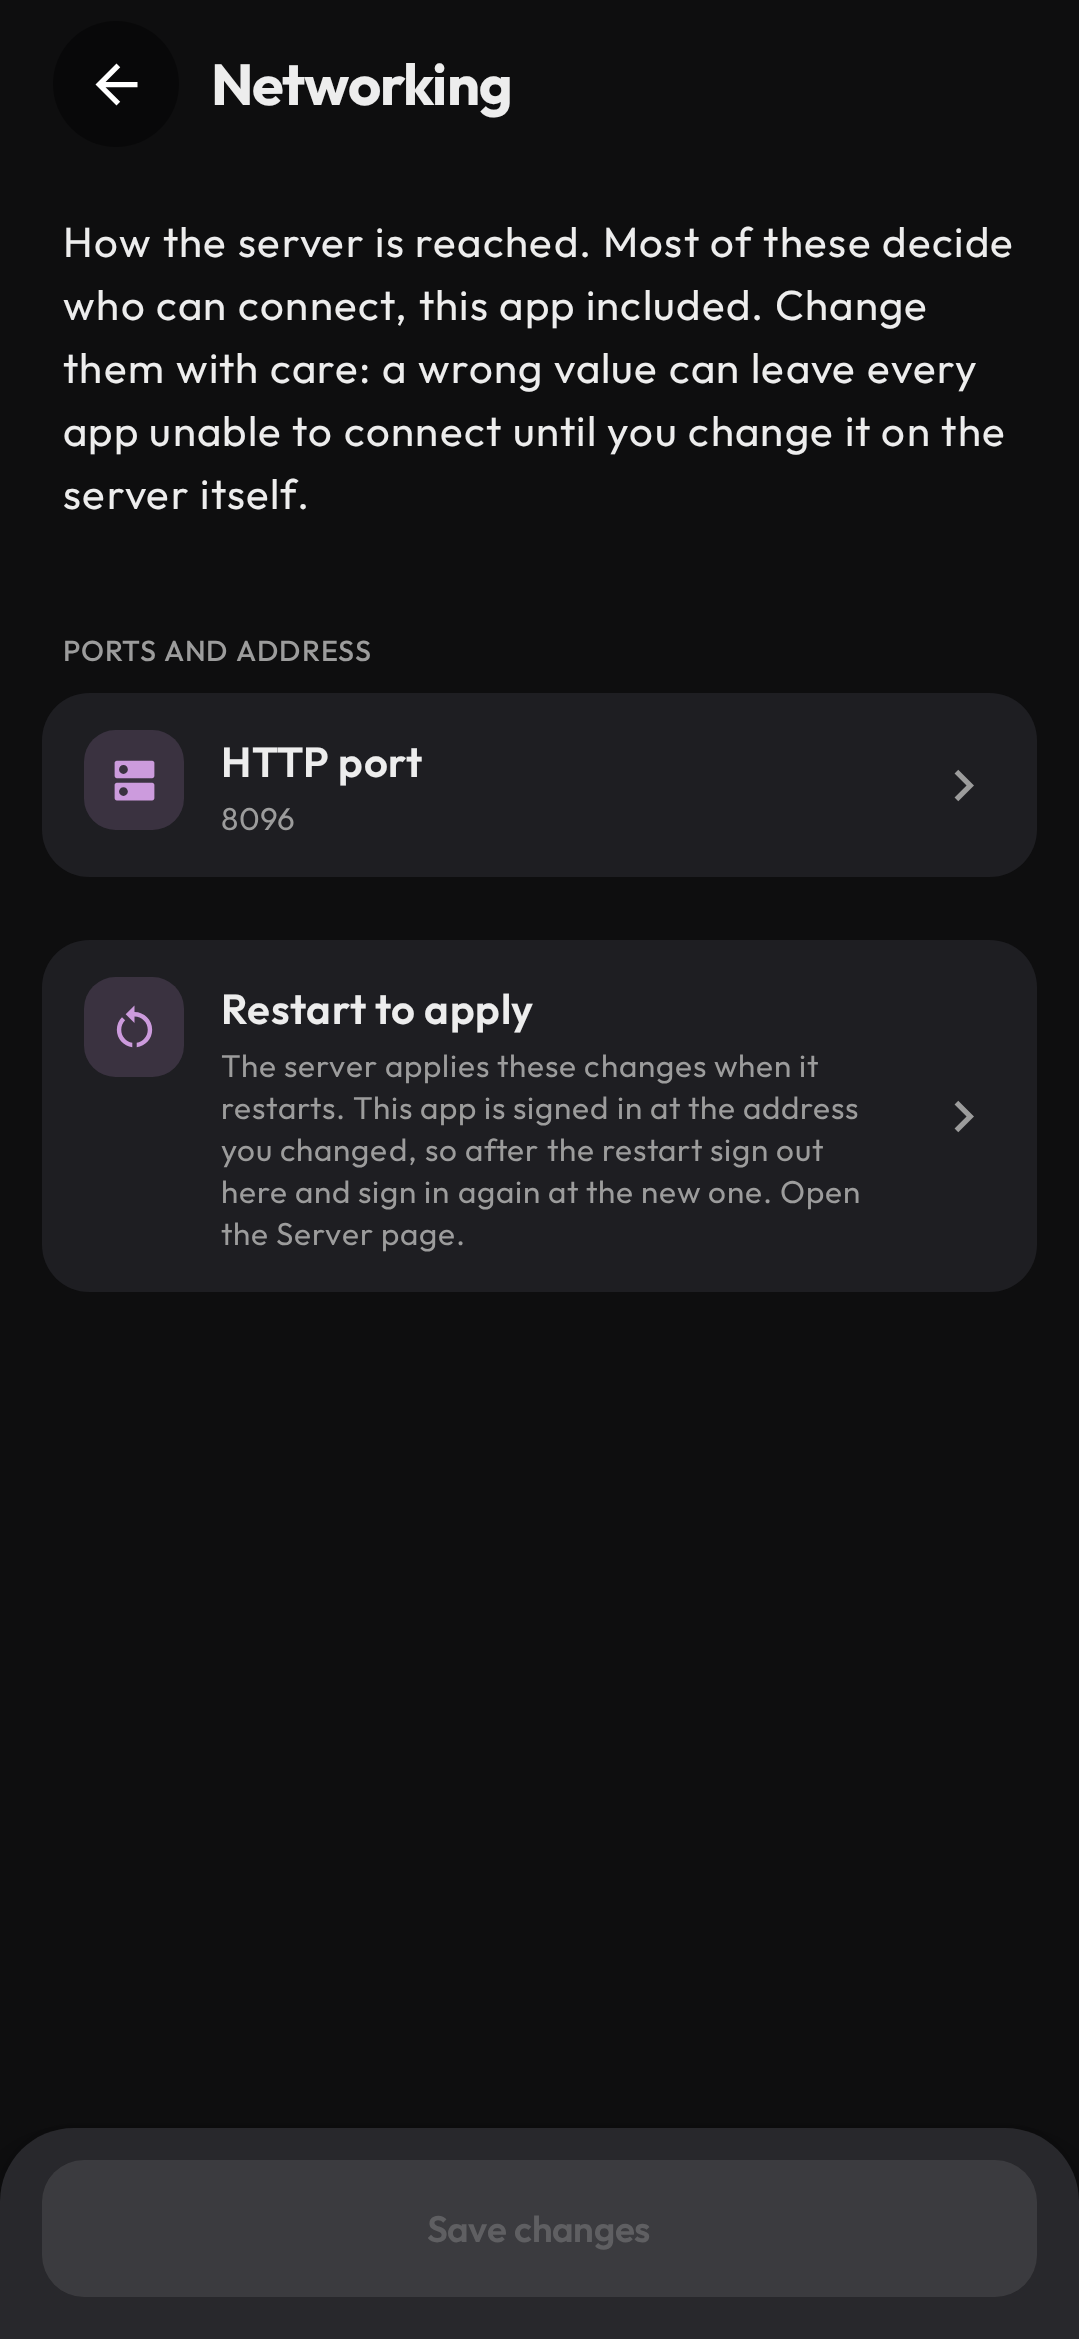 Networking
How the server is reached. Most of these decide
who can connect, this app included. Change
them with care: a wrong value can leave every
app unable to connect until you change it on the
server itself.
PORTS AND ADDRESS
HTTP port
8096
Restart to apply
The server applies these changes when it
restarts. This app is signed in at the address
you changed, so after the restart sign out
here and sign in again at the new one. Open
the Server page.
Save changes